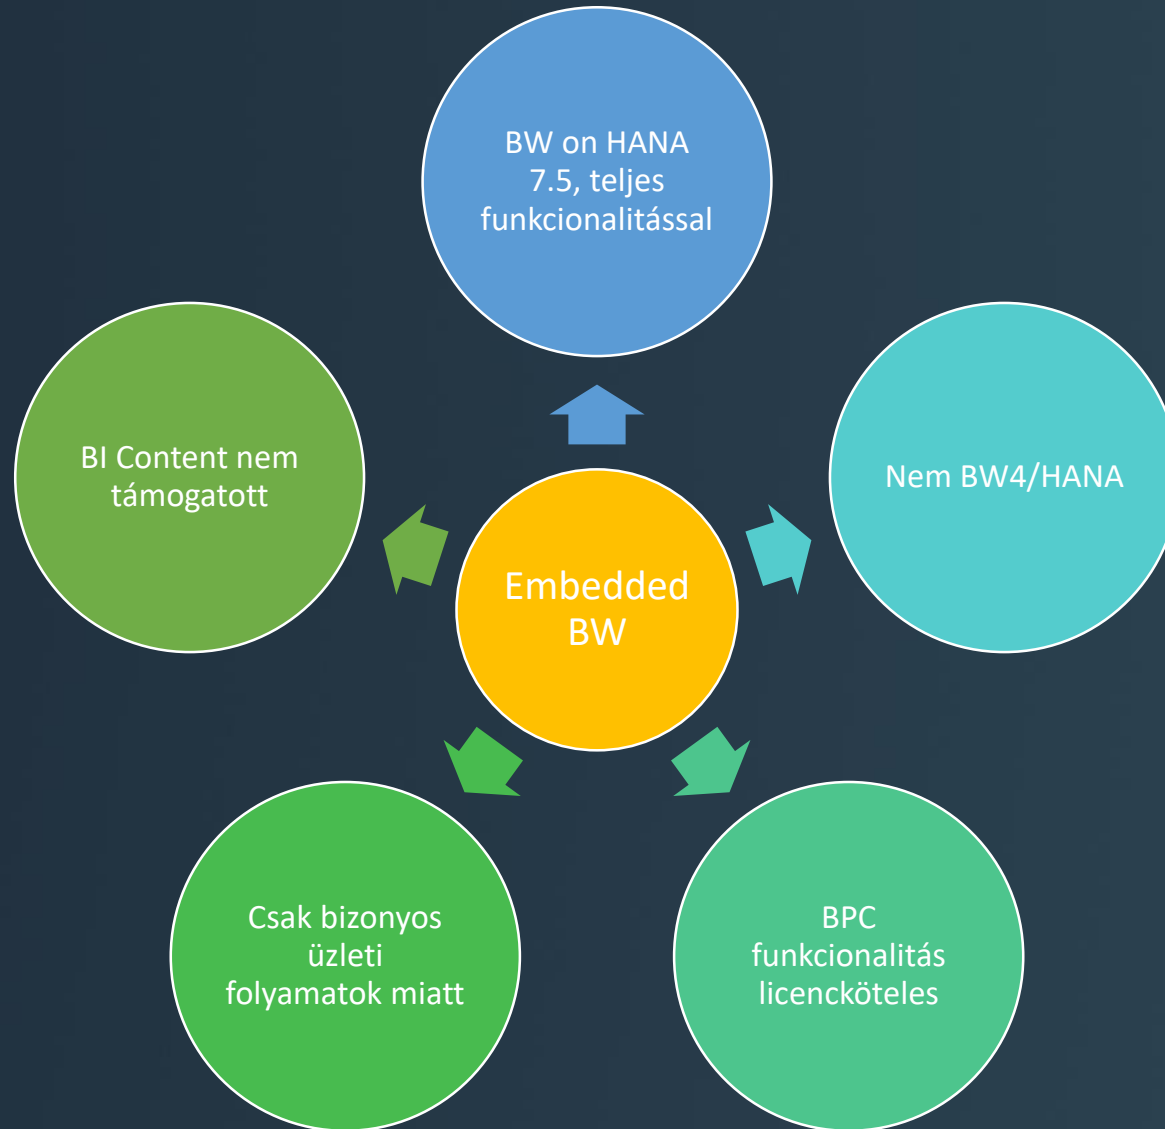 BW on HANA
7.5, teljes
funkcionalitással
BI Content nem
támogatott
Nem BW4/HANA
Embedded
BW
Csak bizonyos
üzleti
folyamatok miatt
BPC
funkcionalitás
licencköteles